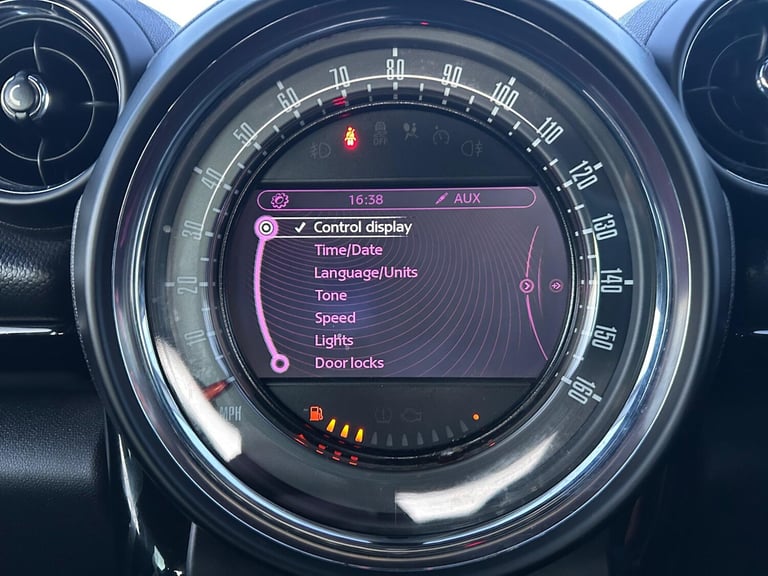 80
70
90
60
100
50
110
40
120
30
130
20
140
10
150
160
MPH
OFF
16:38
AUX
Control display
Time/Date
Language/Units
Tone
Speed
Lights
Door locks